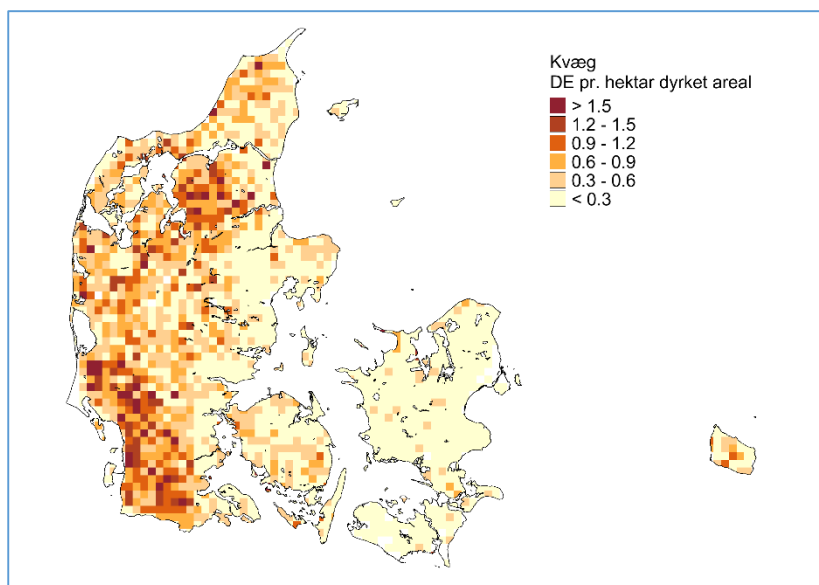 Kvæg
DE pr. hektar dyrket areal
> 1.5
1.2 - 1.5
0.9 - 1.2
0.6 - 0.9
0.3 - 0.6
< 0.3